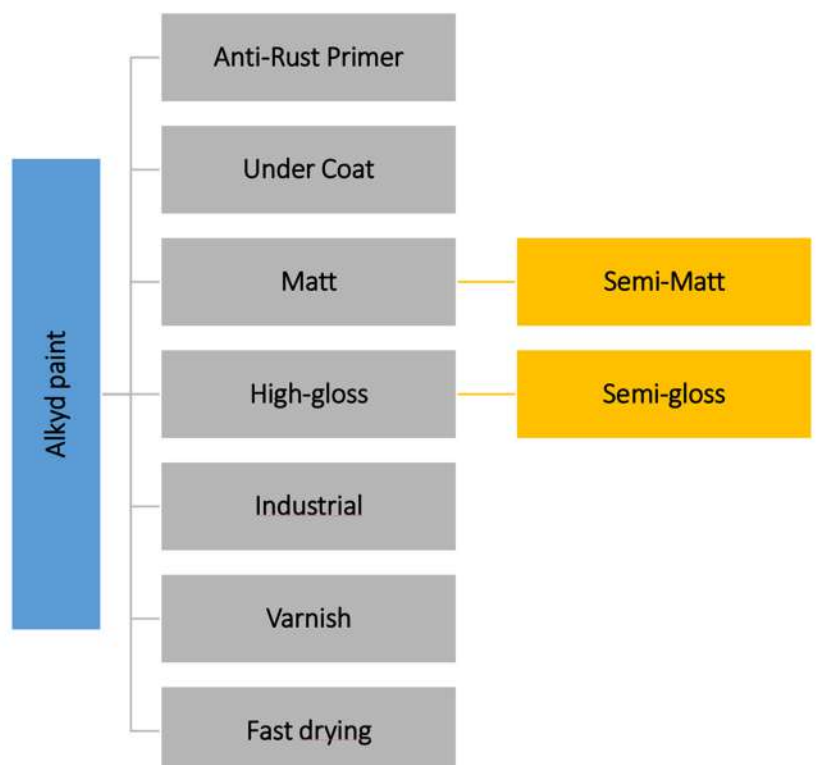 Alkyd paint
Anti-Rust Primer
Under Coat
Matt
Semi-Matt
High-gloss
Semi-gloss
Industrial
Varnish
Fast drying